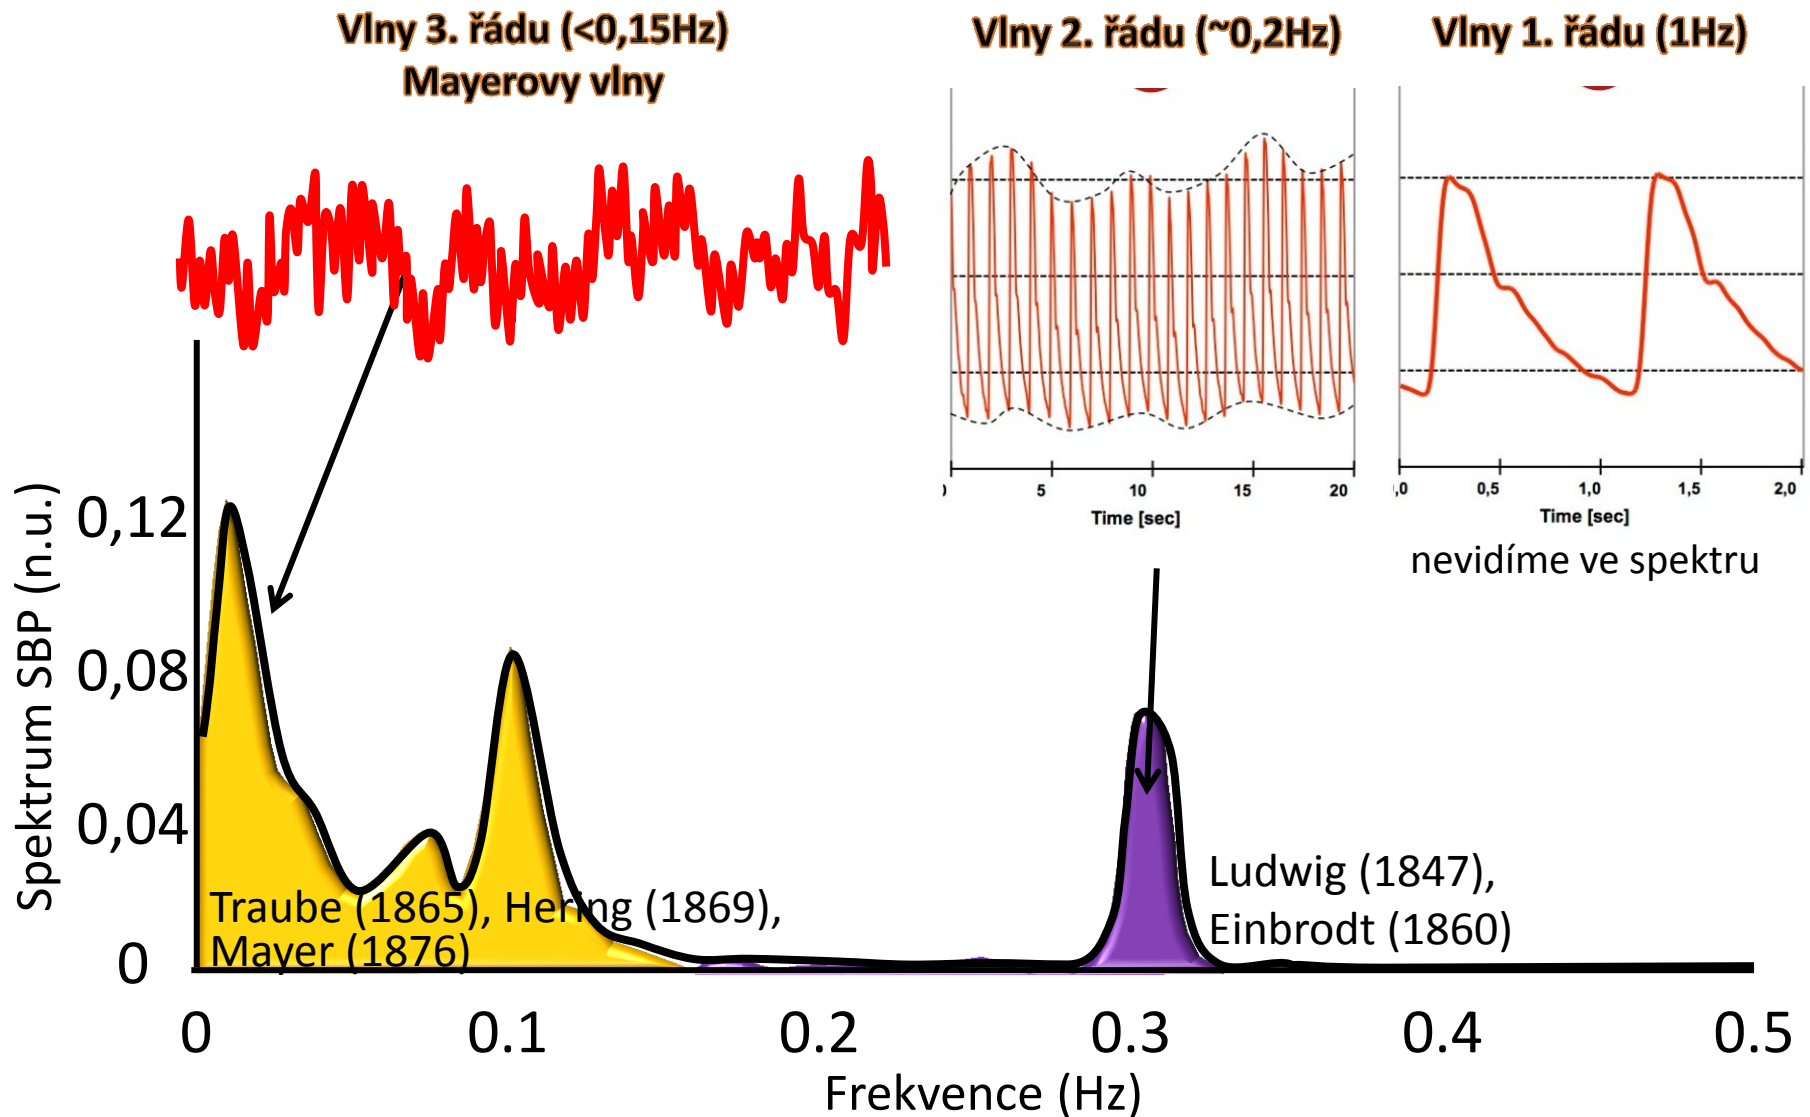 Vlny 3. řádu (<0,15Hz)
Mayerovy vlny
Vlny 2. řádu (~0,2Hz)
Vlny 1. řádu (1Hz)
5
10
15
20
Time [sec]
0,5
1,0
1,5
2,0
Time [sec]
nevidíme ve spektru
Spektrum SBP (n.u.)
0,12
0,08
0,04
0
Traube (1865), Hering (1869),
Mayer (1876)
Ludwig (1847),
Einbrodt (1860)
0
0.1
0.2
0.3
0.4
0.5
Frekvence (Hz)